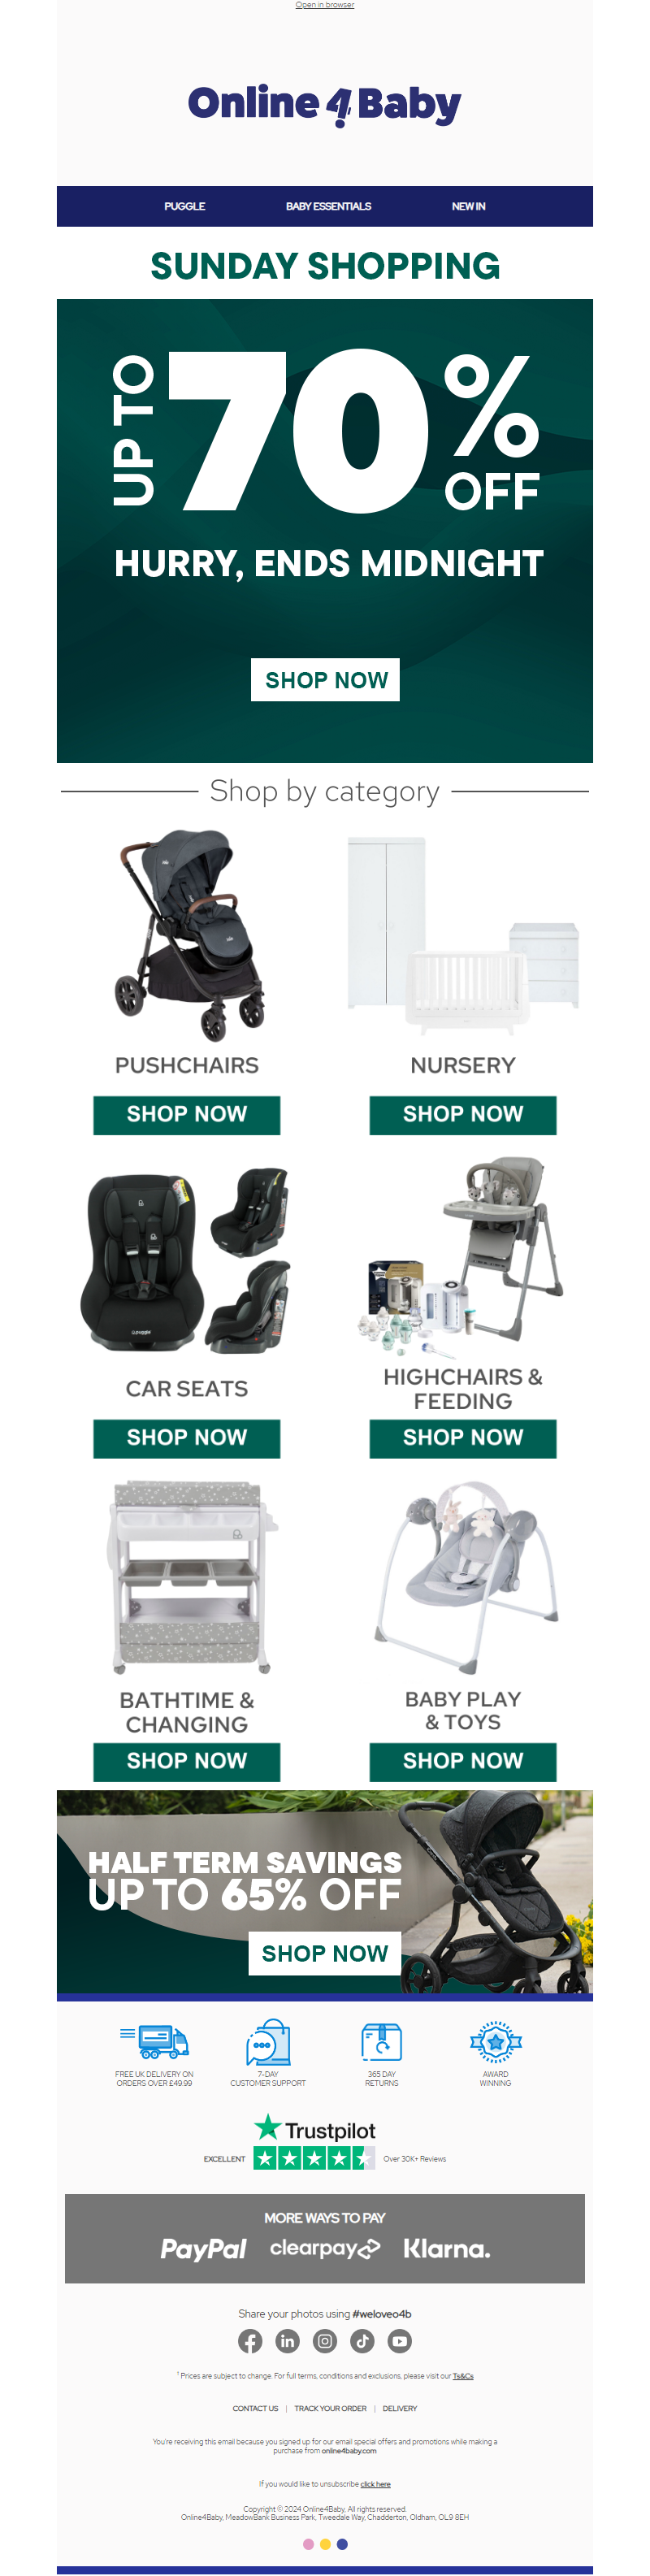 Open in browser
Online 4 Baby
PUGGLE BABY ESSENTIALS NEW IN
SUNDAY SHOPPING
UP TO 70% OFF
HURRY, ENDS MIDNIGHT
SHOP NOW
Shop by category
PUSHCHAIRS
SHOP NOW
NURSERY
SHOP NOW
CAR SEATS
SHOP NOW
HIGHCHAIRS &
FEEDING
SHOP NOW
BATHTIME &
CHANGING
SHOP NOW
BABY PLAY
& TOYS
SHOP NOW
HALF TERM SAVINGS
UP TO 65% OFF
SHOP NOW
FREE UK DELIVERY ON
ORDERS OVER £49.99
7-DAY
CUSTOMER SUPPORT
365 DAY
RETURNS
AWARD
WINNING
Trustpilot
EXCELLENT Over 30K+ Reviews
MORE WAYS TO PAY
PayPal clearpay Klarna.
Share your photos using #weloveo4b
† Prices are subject to change. For full terms, conditions and exclusions, please visit our Ts&Cs
CONTACT US | TRACK YOUR ORDER | DELIVERY
You're receiving this email because you signed up for our email special offers and promotions while making a
purchase from online4baby.com
If you would like to unsubscribe click here
Copyright © 2024 Online4Baby, All rights reserved.
Online4Baby, MeadowBank Business Park, Tweedale Way, Chadderton, Oldham, OL9 8EH